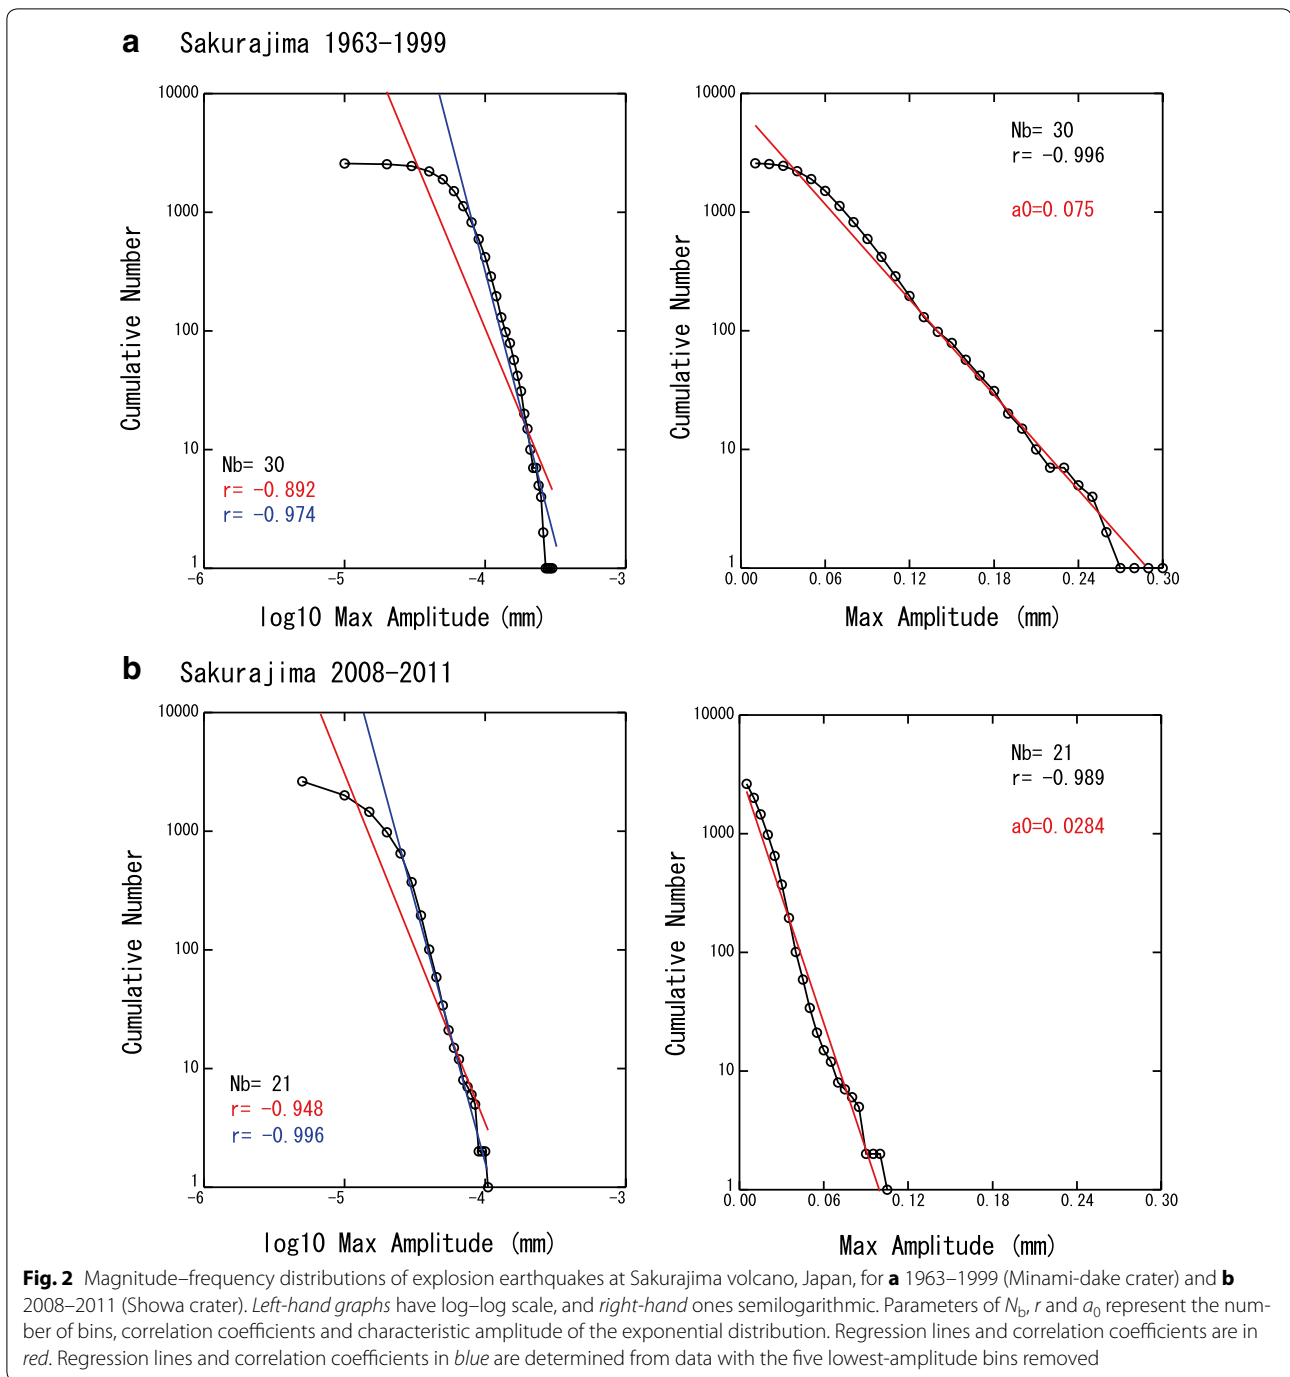 a Sakurajima 1963-1999
10000
1000
100
10
1
-6
-5
-4
-3
Cumulative Number
log10 Max Amplitude (mm)
Nb= 30
r= -0.892
r= -0.974
10000
1000
100
10
1
0.00
0.06
0.12
0.18
0.24
0.30
Cumulative Number
Max Amplitude (mm)
Nb= 30
r= -0.996
a0=0.075
b Sakurajima 2008-2011
10000
1000
100
10
1
-6
-5
-4
-3
Cumulative Number
log10 Max Amplitude (mm)
Nb= 21
r= -0.948
r= -0.996
10000
1000
100
10
1
0.00
0.06
0.12
0.18
0.24
0.30
Cumulative Number
Max Amplitude (mm)
Nb= 21
r= -0.989
a0=0.0284
Fig. 2 Magnitude–frequency distributions of explosion earthquakes at Sakurajima volcano, Japan, for a 1963–1999 (Minami-dake crater) and b
2008–2011 (Showa crater). Left-hand graphs have log–log scale, and right-hand ones semilogarithmic. Parameters of Nb, r and a0 represent the num-
ber of bins, correlation coefficients and characteristic amplitude of the exponential distribution. Regression lines and correlation coefficients are in
red. Regression lines and correlation coefficients in blue are determined from data with the five lowest-amplitude bins removed